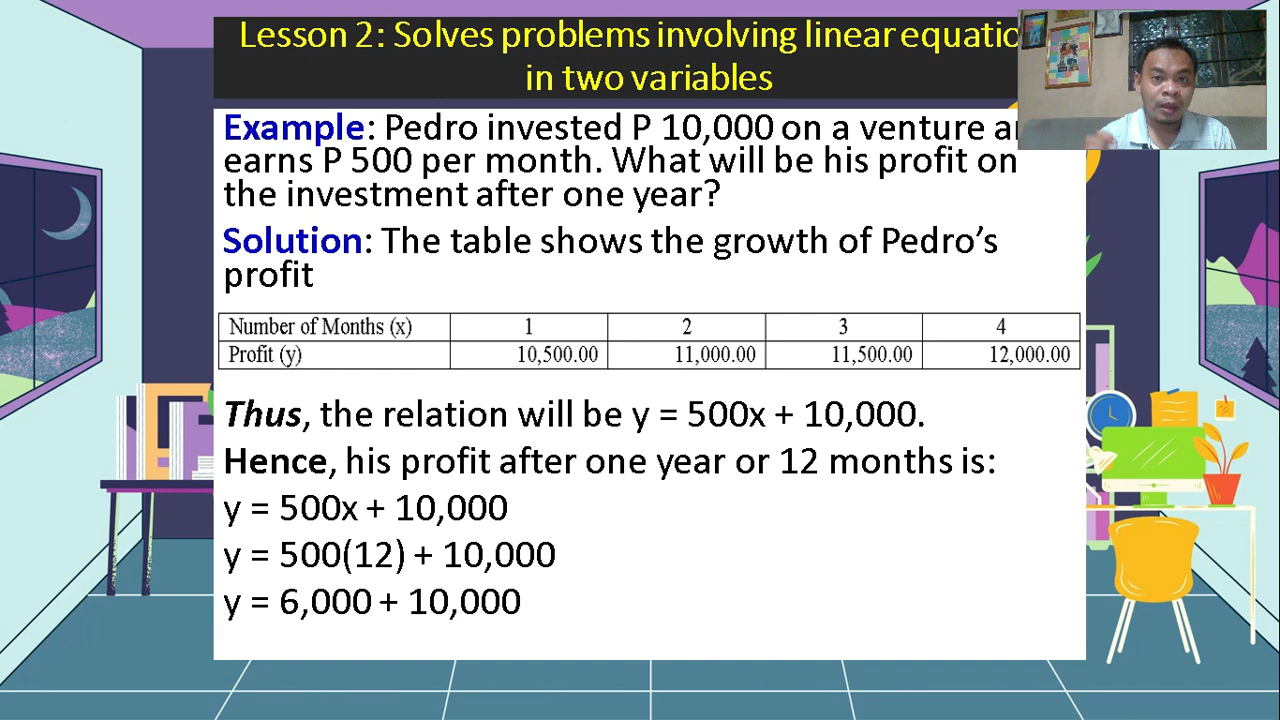 Lesson 2: Solves problems involving linear equatio
in two variables
Example: Pedro invested P 10,000 on a venture
earns P 500 per month. What will be his profit on
the investment after one year?
Solution: The table shows the growth of Pedro's
profit
Number of Months (x) 1 2 3 4
Profit (y) 10,500.00 11,000.00 11,500.00 12,000.00
Thus, the relation will be y = 500x + 10,000.
Hence, his profit after one year or 12 months is:
y = 500x + 10,000
y = 500(12) + 10,000
y = 6,000 + 10,000